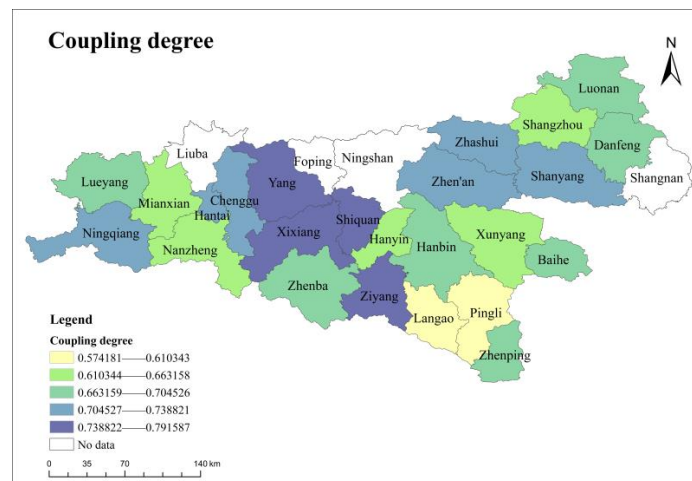 Coupling degree
N
Luonan
Shangzhou
Zhashui
Danfeng
Liuba
Foping
Ningshan
Shangnan
Lueyang
Yang
Zhen'an
Shanyang
Mianxian
Chenggu
Hantai
Shiquan
Ningqiang
Xixiang
Hanyin
Hanbin
Xunyang
Nanzheng
Baihe
Zhenba
Ziyang
Langao
Pingli
Zhenping
Legend
Coupling degree
0.574181——0.610343
0.610344——0.663158
0.663159——0.704526
0.704527——0.738821
0.738822——0.791587
No data
0 35 70 140 km